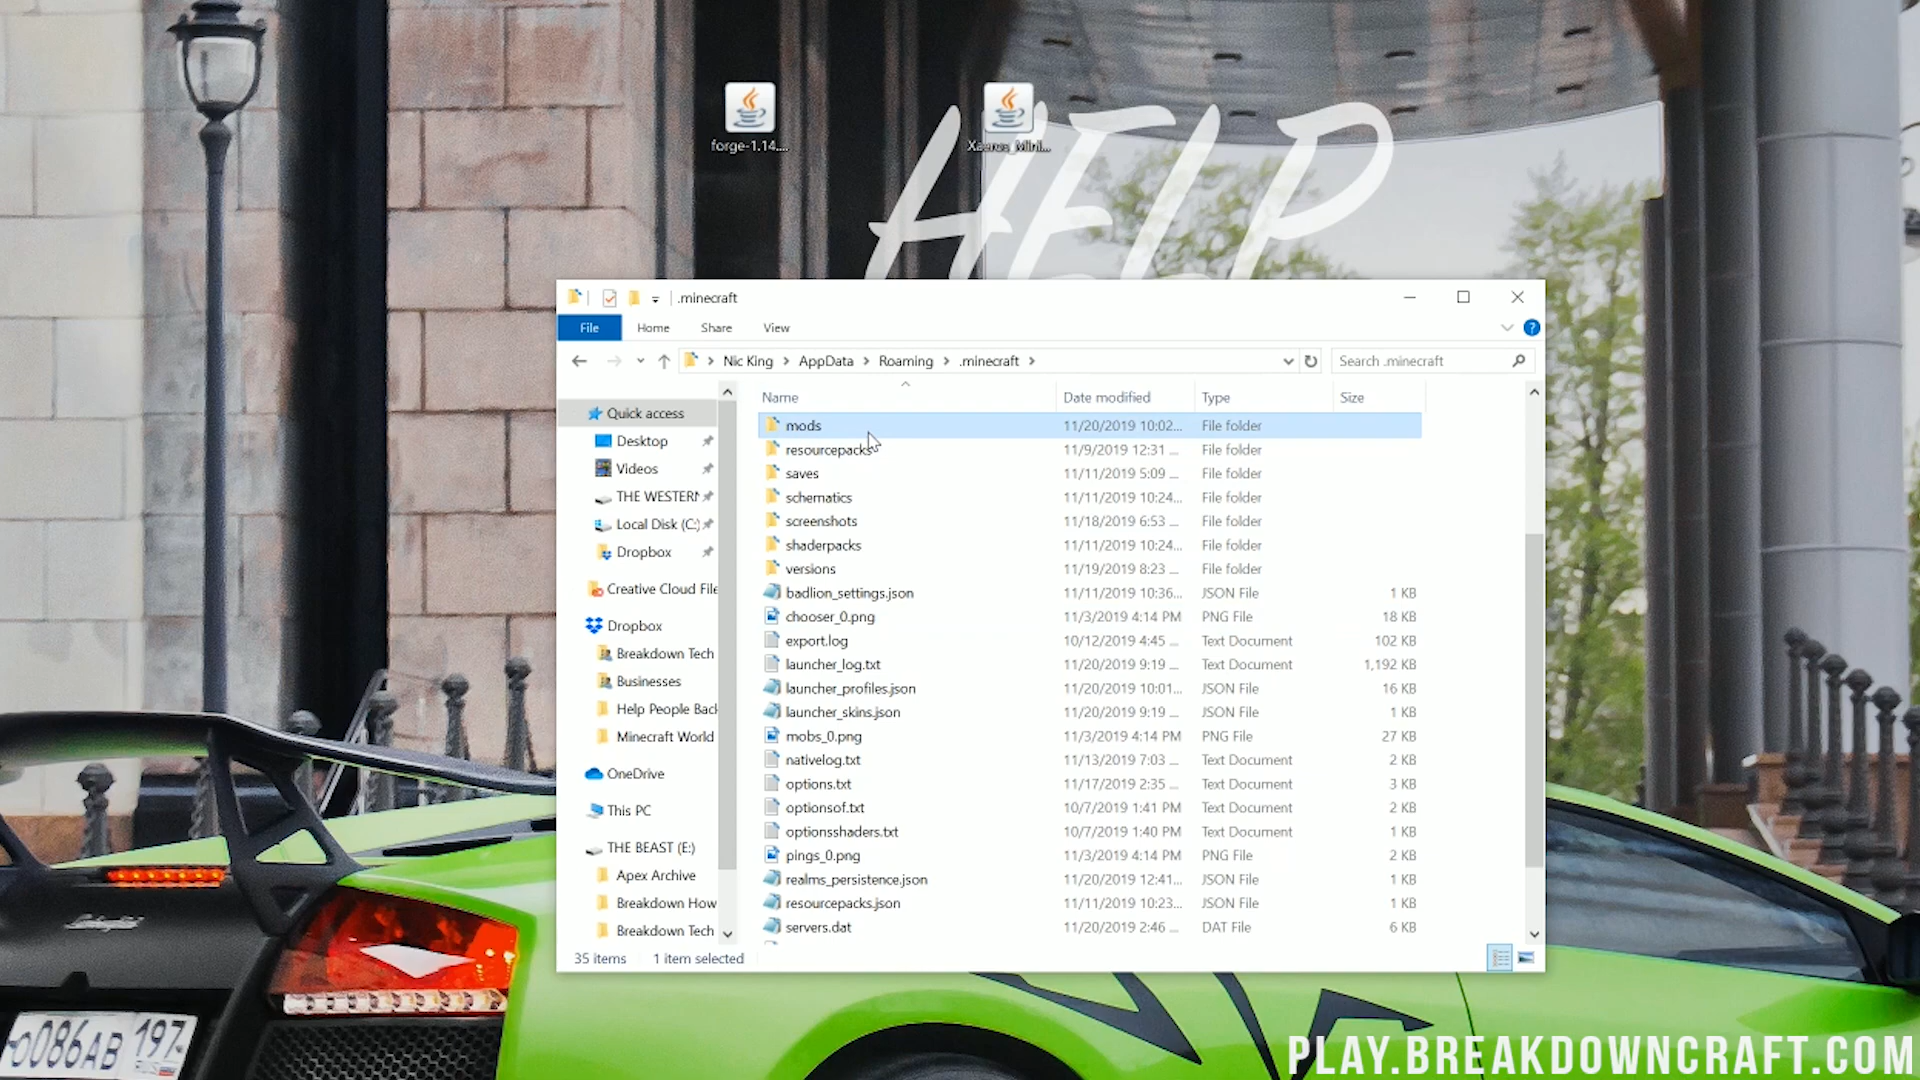 forge-1.14....
Xaeros_Mini...
HELP
.minecraft
File Home Share View
Nic King AppData Roaming .minecraft
Search .minecraft
Name Date modified Type Size
Quick access
Desktop
Videos
THE WESTERN
Local Disk (C:)
Dropbox
Creative Cloud File
Dropbox
Breakdown Tech
Businesses
Help People Back
Minecraft World
OneDrive
This PC
THE BEAST (E:)
Apex Archive
Breakdown How
Breakdown Tech
mods 11/20/2019 10:02... File folder
resourcepacks 11/9/2019 12:31 ... File folder
saves 11/11/2019 5:09 ... File folder
schematics 11/11/2019 10:24... File folder
screenshots 11/18/2019 6:53 ... File folder
shaderpacks 11/11/2019 10:24... File folder
versions 11/19/2019 8:23 ... File folder
badlion_settings.json 11/11/2019 10:36... JSON File 1 KB
chooser_0.png 11/3/2019 4:14 PM PNG File 18 KB
export.log 10/12/2019 4:45 ... Text Document 102 KB
launcher_log.txt 11/20/2019 9:19 ... Text Document 1,192 KB
launcher_profiles.json 11/20/2019 10:01... JSON File 16 KB
launcher_skins.json 11/20/2019 9:19 ... JSON File 1 KB
mobs_0.png 11/3/2019 4:14 PM PNG File 27 KB
nativelog.txt 11/13/2019 7:03 ... Text Document 2 KB
options.txt 11/17/2019 2:35 ... Text Document 3 KB
optionsof.txt 10/7/2019 1:41 PM Text Document 2 KB
optionsshaders.txt 10/7/2019 1:40 PM Text Document 1 KB
pings_0.png 11/3/2019 4:14 PM PNG File 2 KB
realms_persistence.json 11/20/2019 12:41... JSON File 1 KB
resourcepacks.json 11/11/2019 10:23... JSON File 1 KB
servers.dat 11/20/2019 2:46 ... DAT File 6 KB
35 items 1 item selected
Lamborghini
O086AB 197
RUS
PLAY.BREAKDOWNCRAFT.COM